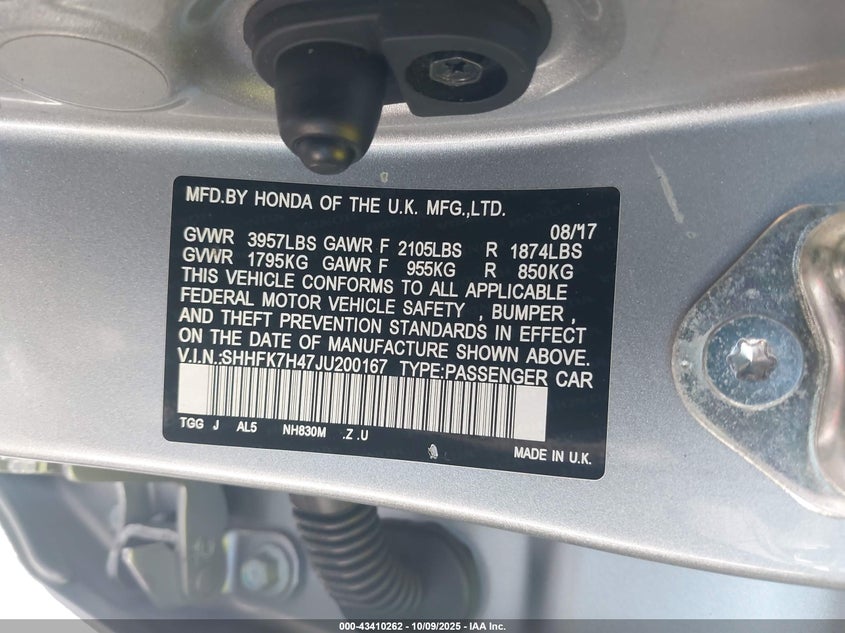 MFD.BY HONDA OF THE U.K. MFG.,LTD.
08/'17
GVWR 3957LBS GAWR F 2105LBS R 1874LBS
GVWR 1795KG GAWR F 955KG R 850KG
THIS VEHICLE CONFORMS TO ALL APPLICABLE
FEDERAL MOTOR VEHICLE SAFETY , BUMPER ,
AND THEFT PREVENTION STANDARDS IN EFFECT
ON THE DATE OF MANUFACTURE SHOWN ABOVE.
V.I.N.:SHHFK7H47JU200167 TYPE:PASSENGER CAR
TGG J AL5 NH830M .Z .U
MADE IN U.K.
000-43410262 - 10/09/2025 - IAA Inc.